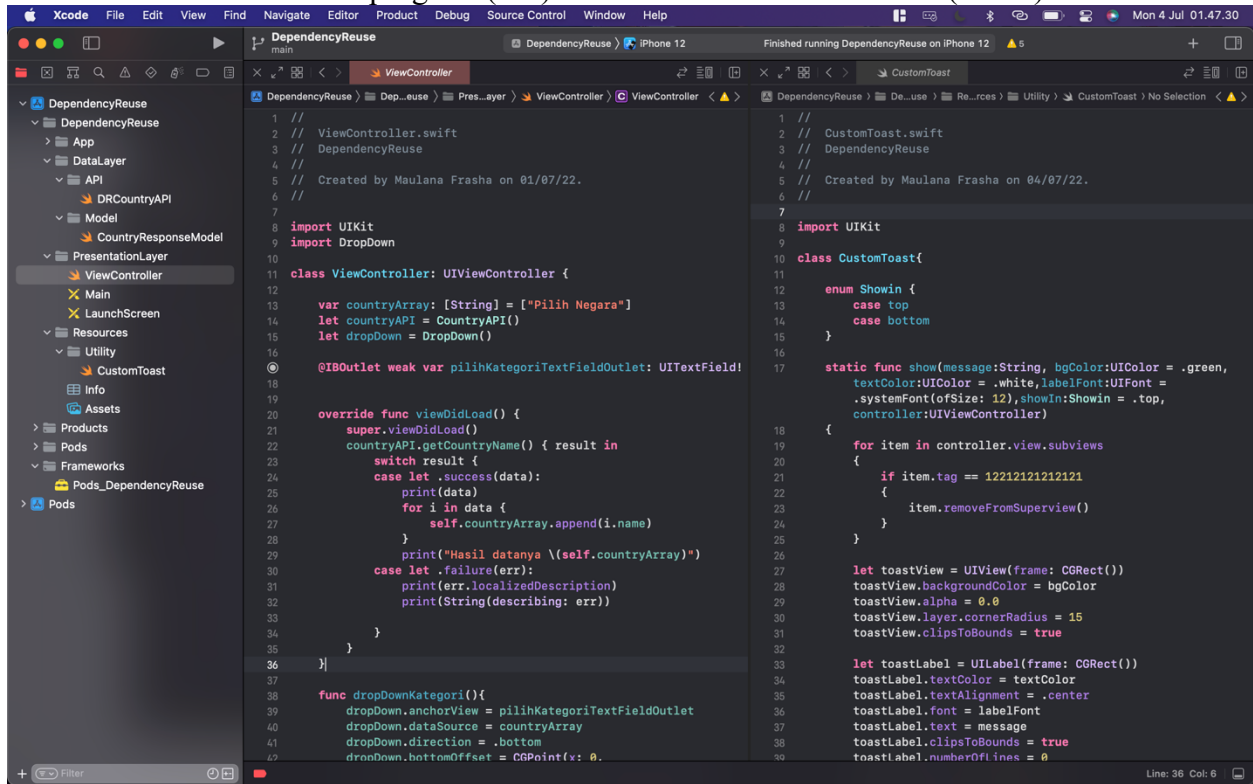 Xcode File Edit View Find Navigate Editor Product Debug Source Control Window Help Mon 4 Jul 01.47.30
DependencyReuse
main
DependencyReuse 〉 iPhone 12
Finished running DependencyReuse on iPhone 12
5
DependencyReuse
DependencyReuse
App
DataLayer
API
DRCountryAPI
Model
CountryResponseModel
PresentationLayer
ViewController
Main
LaunchScreen
Resources
Utility
CustomToast
Info
Assets
Products
Pods
Frameworks
Pods_DependencyReuse
Pods
Filter
ViewController
DependencyReuse 〉 Dep...euse 〉 Pres...ayer 〉 ViewController 〉 C ViewController
1 //
2 // ViewController.swift
3 // DependencyReuse
4 //
5 // Created by Maulana Frasha on 01/07/22.
6 //
7
8 import UIKit
9 import DropDown
10
11 class ViewController: UIViewController {
12
13 var countryArray: [String] = ["Pilih Negara"]
14 let countryAPI = CountryAPI()
15 let dropDown = DropDown()
16
@IBOutlet weak var pilihKategoriTextFieldOutlet: UITextField!
18
19
20 override func viewDidLoad() {
21 super.viewDidLoad()
22 countryAPI.getCountryName() { result in
23 switch result {
24 case let .success(data):
25 print(data)
26 for i in data {
27 self.countryArray.append(i.name)
28 }
29 print("Hasil datanya \(self.countryArray)")
30 case let .failure(err):
31 print(err.localizedDescription)
32 print(String(describing: err))
33
34 }
35 }
36 }
37
38 func dropDownKategori(){
39 dropDown.anchorView = pilihKategoriTextFieldOutlet
40 dropDown.dataSource = countryArray
41 dropDown.direction = .bottom
42 dropDown.bottomOffset = CGPoint(x: 0,
CustomToast
DependencyReuse 〉 De...use 〉 Re...rces 〉 Utility 〉 CustomToast 〉 No Selection
1 //
2 // CustomToast.swift
3 // DependencyReuse
4 //
5 // Created by Maulana Frasha on 04/07/22.
6 //
7
8 import UIKit
9
10 class CustomToast{
11
12 enum Showin {
13 case top
14 case bottom
15 }
16
17 static func show(message:String, bgColor:UIColor = .green,
textColor:UIColor = .white,labelFont:UIFont =
.systemFont(ofSize: 12),showIn:Showin = .top,
controller:UIViewController)
18 {
19 for item in controller.view.subviews
20 {
21 if item.tag == 12212121212121
22 {
23 item.removeFromSuperview()
24 }
25 }
26
27 let toastView = UIView(frame: CGRect())
28 toastView.backgroundColor = bgColor
29 toastView.alpha = 0.0
30 toastView.layer.cornerRadius = 15
31 toastView.clipsToBounds = true
32
33 let toastLabel = UILabel(frame: CGRect())
34 toastLabel.textColor = textColor
35 toastLabel.textAlignment = .center
36 toastLabel.font = labelFont
37 toastLabel.text = message
38 toastLabel.clipsToBounds = true
39 toastLabel.numberOfLines = 0
Line: 36 Col: 6